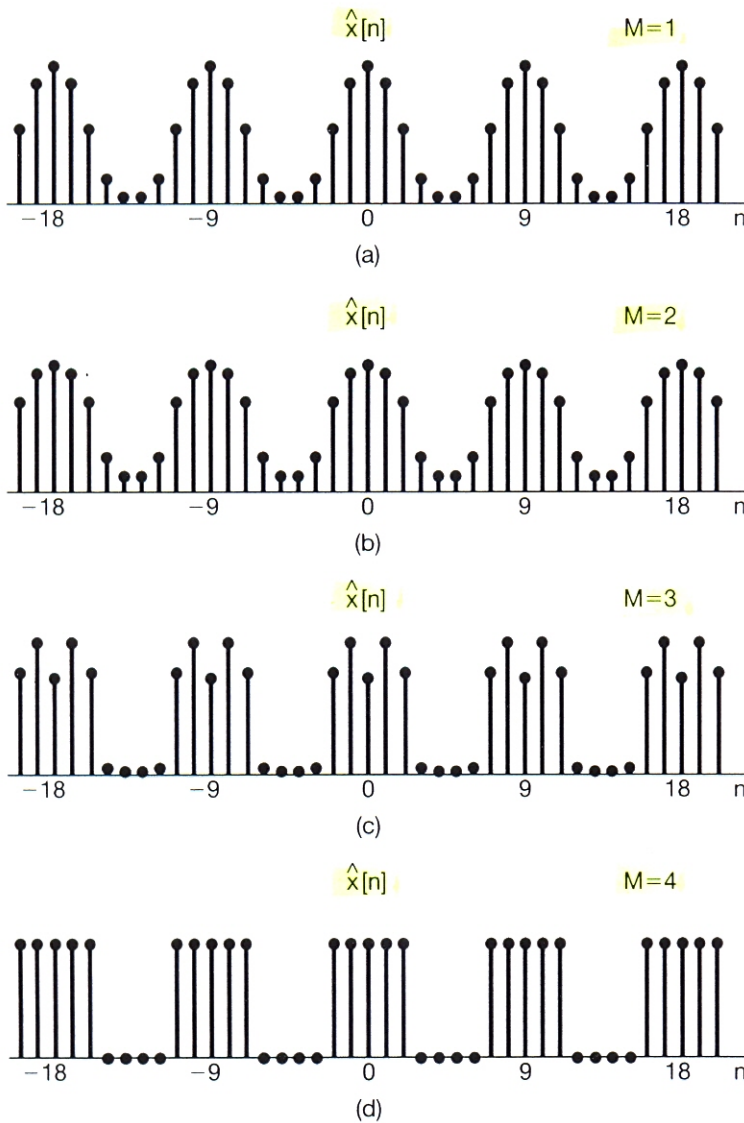 x̂[n] M=1
−18 −9 0 9 18 n
(a)
x̂[n] M=2
−18 −9 0 9 18 n
(b)
x̂[n] M=3
−18 −9 0 9 18 n
(c)
x̂[n] M=4
−18 −9 0 9 18 n
(d)